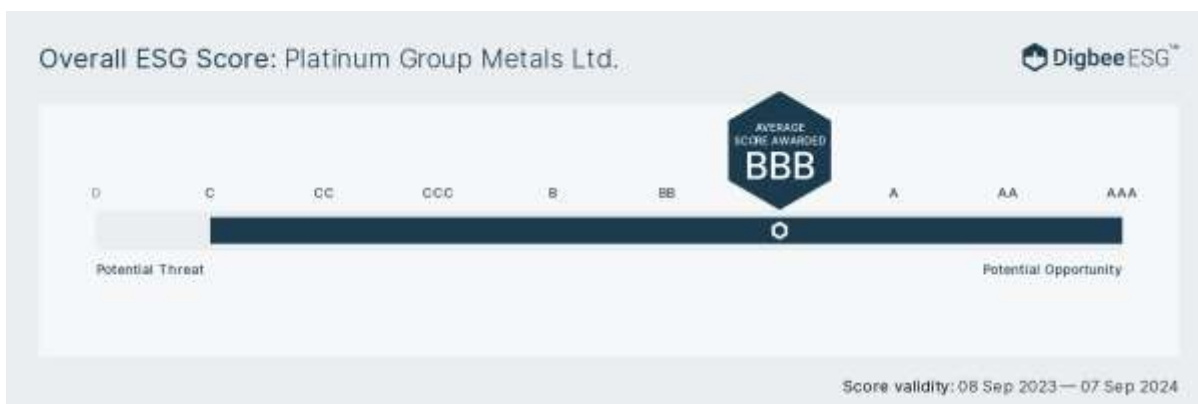 Overall ESG Score: Platinum Group Metals Ltd.
DigbeeESG™
AVERAGE
SCORE AWARDED
BBB
D C CC CCC B BB A AA AAA
Potential Threat Potential Opportunity
Score validity: 08 Sep 2023 — 07 Sep 2024